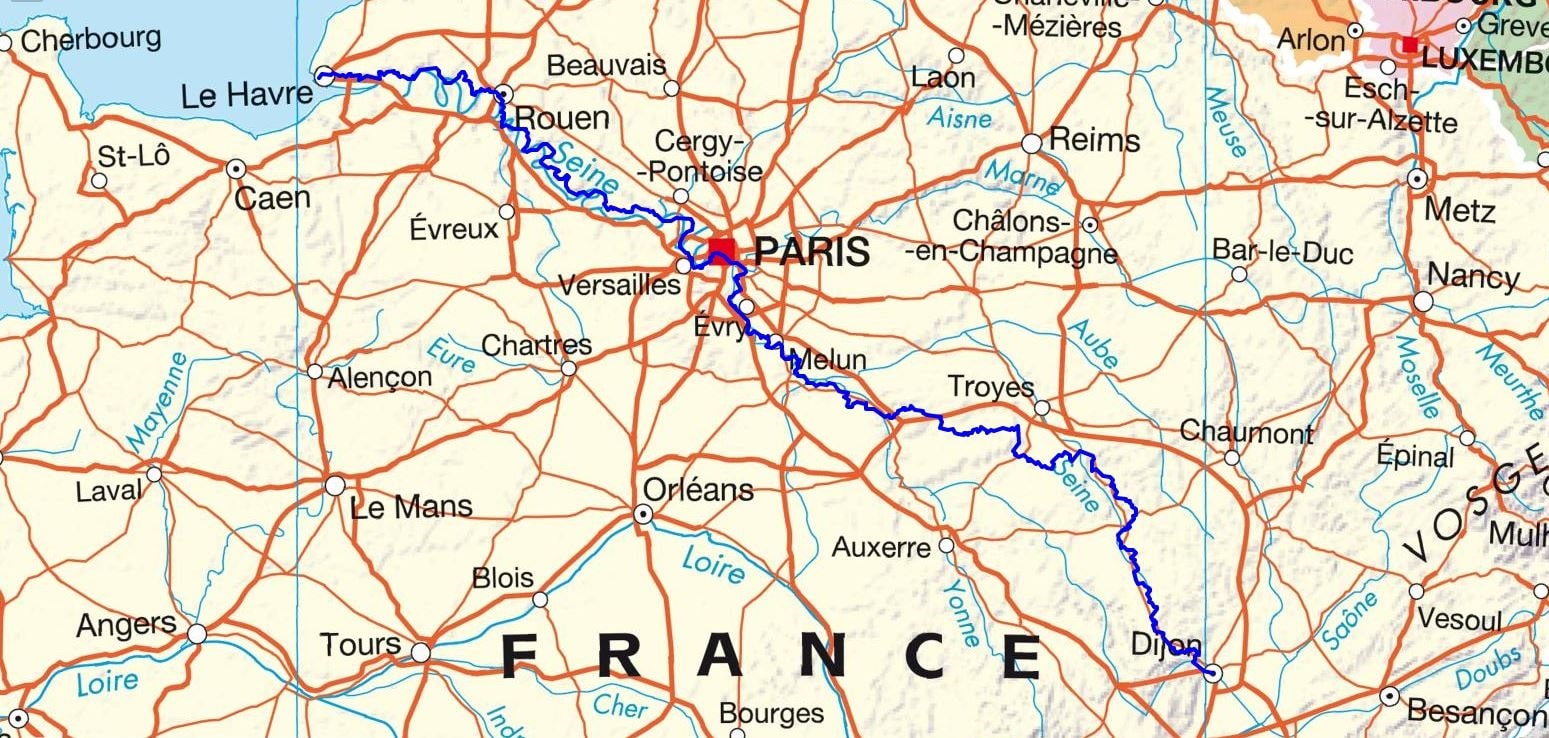 Charleville-
-Mézières
Cherbourg
Arlon
Greve
LUXEMBO
Beauvais
Laon
Esch-
-sur-Alzette
Le Havre
Rouen
Aisne
Meuse
Cergy-
-Pontoise
Reims
St-Lô
Seine
Marne
Caen
Metz
Évreux
Châlons-
-en-Champagne
PARIS
Bar-le-Duc
Nancy
Versailles
Évry
Aube
Chartres
Eure
Melun
Moselle
Meurthe
Alençon
Troyes
Mayenne
Chaumont
Épinal
Laval
Le Mans
Orléans
Seine
VOSGE
Mulh
Auxerre
Loire
Blois
Yonne
Saône
Vesoul
Angers
Tours
FRANCE
Dijon
Doubs
Loire
Cher
Indr
Bourges
Besançon